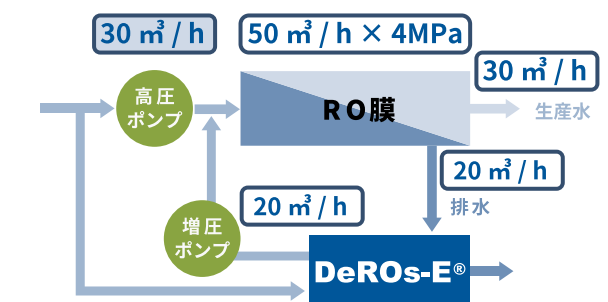 30 ㎥ / h
50 ㎥ / h × 4MPa
30 ㎥ / h
高圧
ポンプ
RO膜
生産水
20 ㎥ / h
排水
20 ㎥ / h
増圧
ポンプ
DeROs-E®